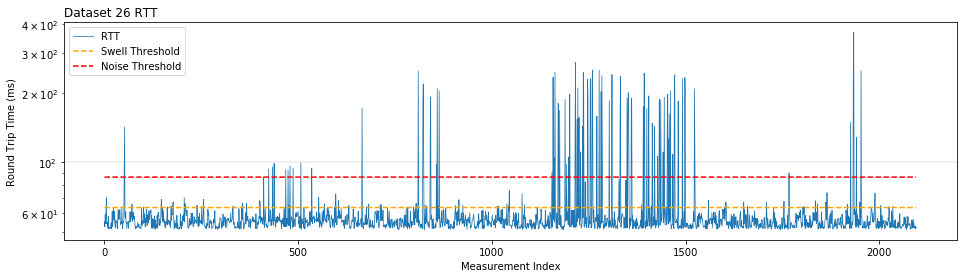 Dataset 26 RTT
4 × 10²
3 × 10²
2 × 10²
10²
6 × 10¹
Round Trip Time (ms)
RTT
Swell Threshold
Noise Threshold
0 500 1000 1500 2000
Measurement Index